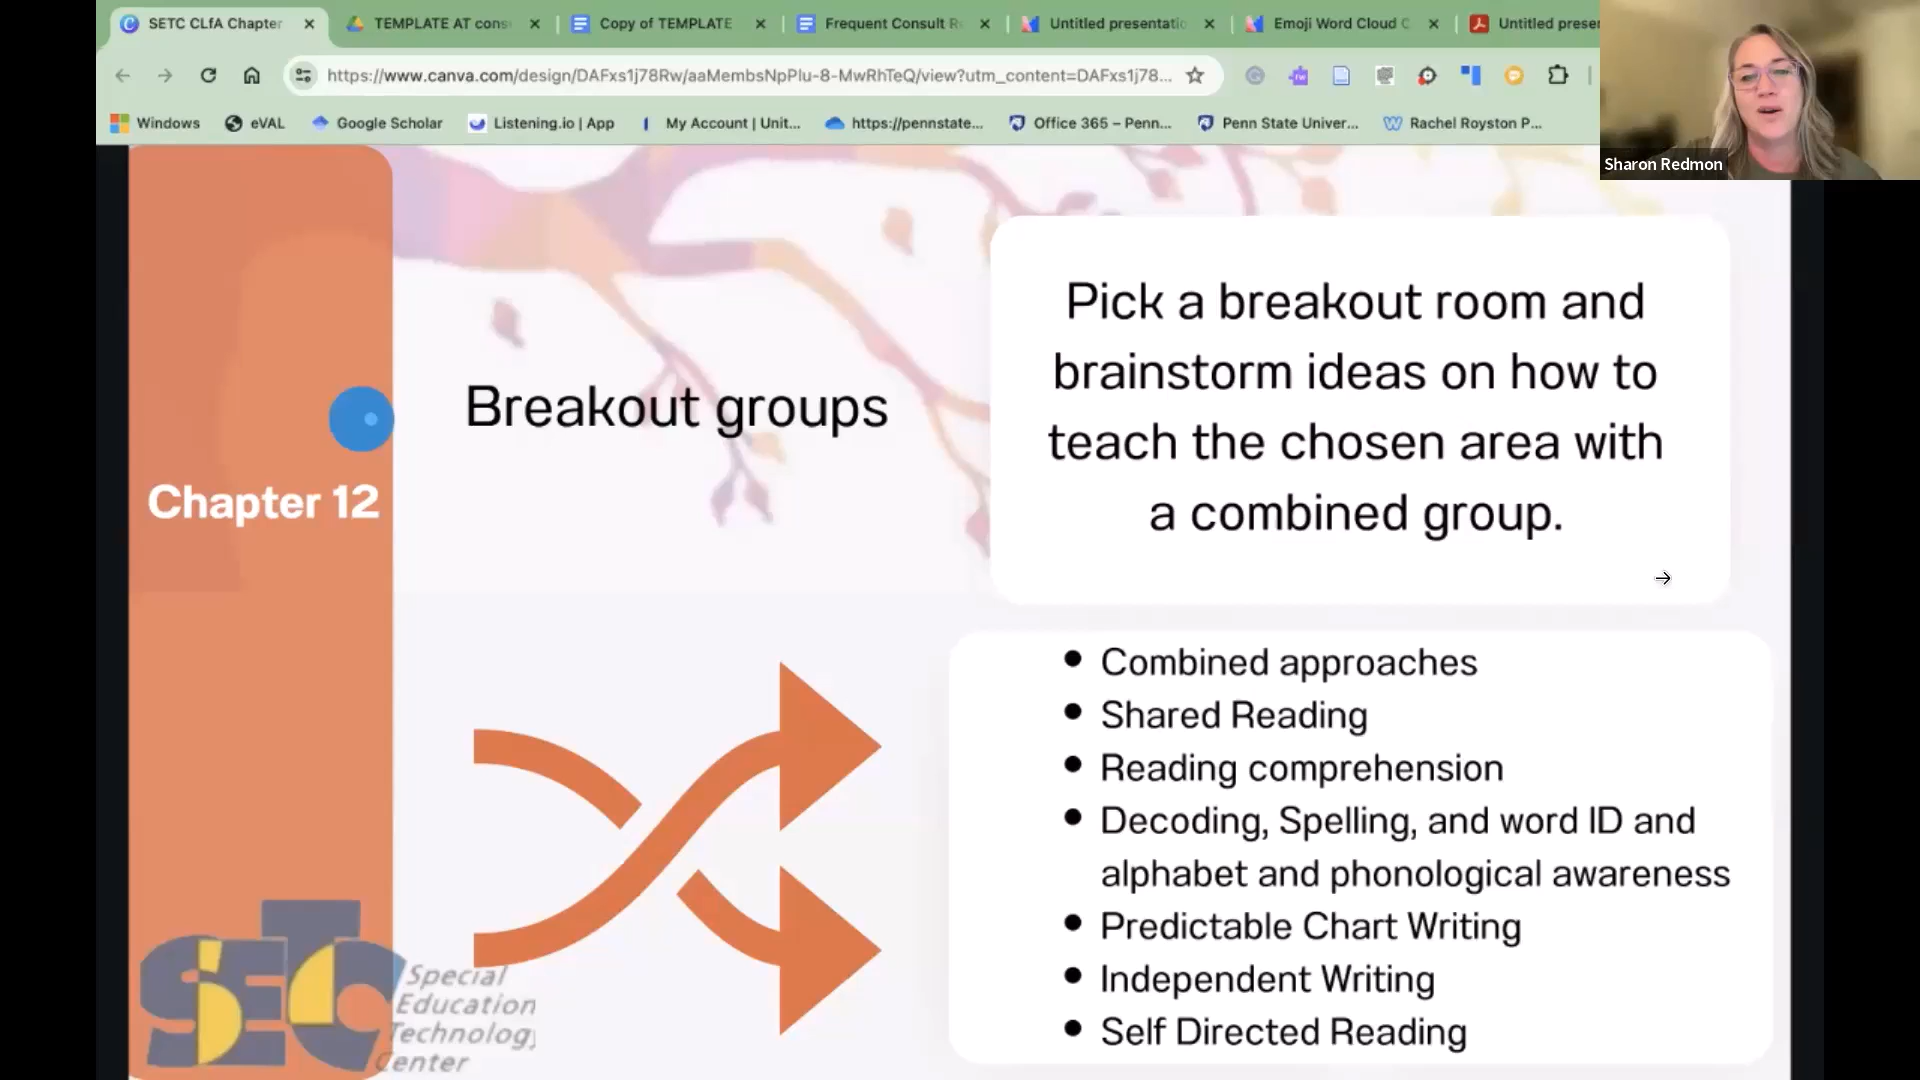 SETC CLfA Chapter
TEMPLATE AT cons
Copy of TEMPLATE
Frequent Consult R
Untitled presentatio
Emoji Word Cloud C
Untitled prese
https://www.canva.com/design/DAFxs1j78Rw/aaMembsNpPlu-8-MwRhTeQ/view?utm_content=DAFxs1j78...
Windows
eVAL
Google Scholar
Listening.io | App
My Account | Unit...
https://pennstate...
Office 365 – Penn...
Penn State Univer...
Rachel Royston P...
Sharon Redmon
Chapter 12
Breakout groups
Pick a breakout room and
brainstorm ideas on how to
teach the chosen area with
a combined group.
• Combined approaches
• Shared Reading
• Reading comprehension
• Decoding, Spelling, and word ID and
alphabet and phonological awareness
• Predictable Chart Writing
• Independent Writing
• Self Directed Reading
SETC
Special
Education
Technology
Center